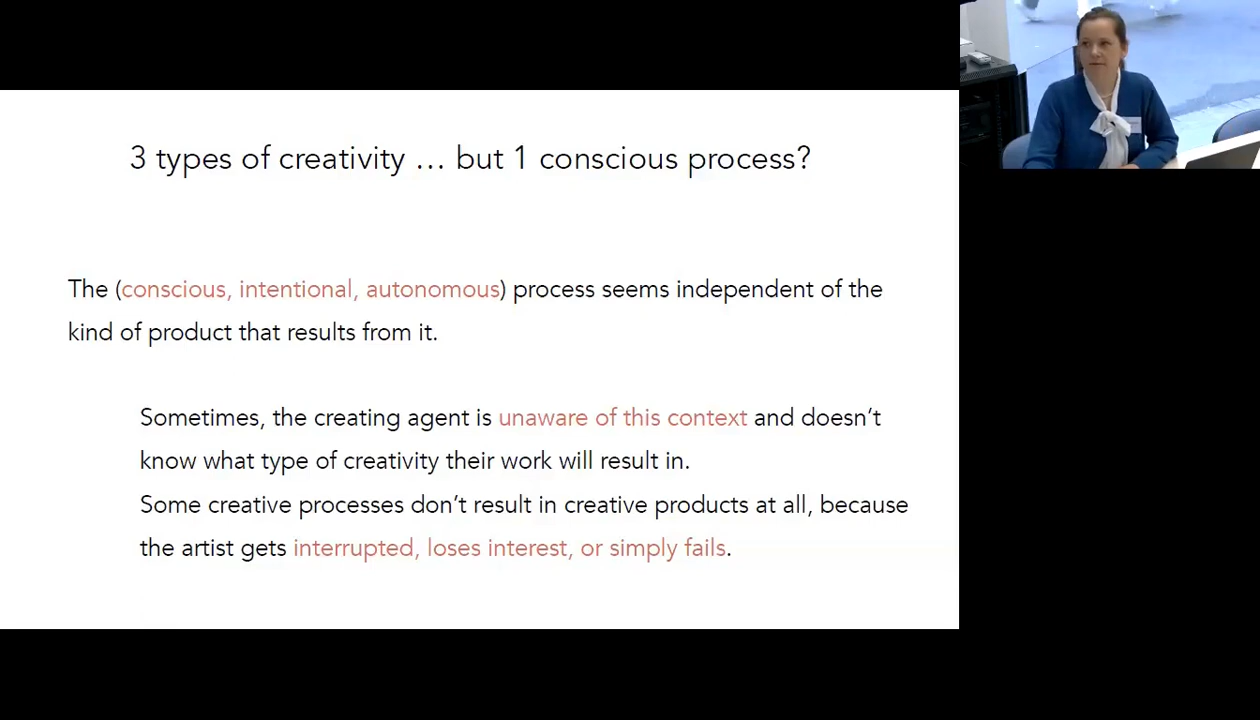 3 types of creativity … but 1 conscious process?
The (conscious, intentional, autonomous) process seems independent of the
kind of product that results from it.
Sometimes, the creating agent is unaware of this context and doesn’t
know what type of creativity their work will result in.
Some creative processes don’t result in creative products at all, because
the artist gets interrupted, loses interest, or simply fails.